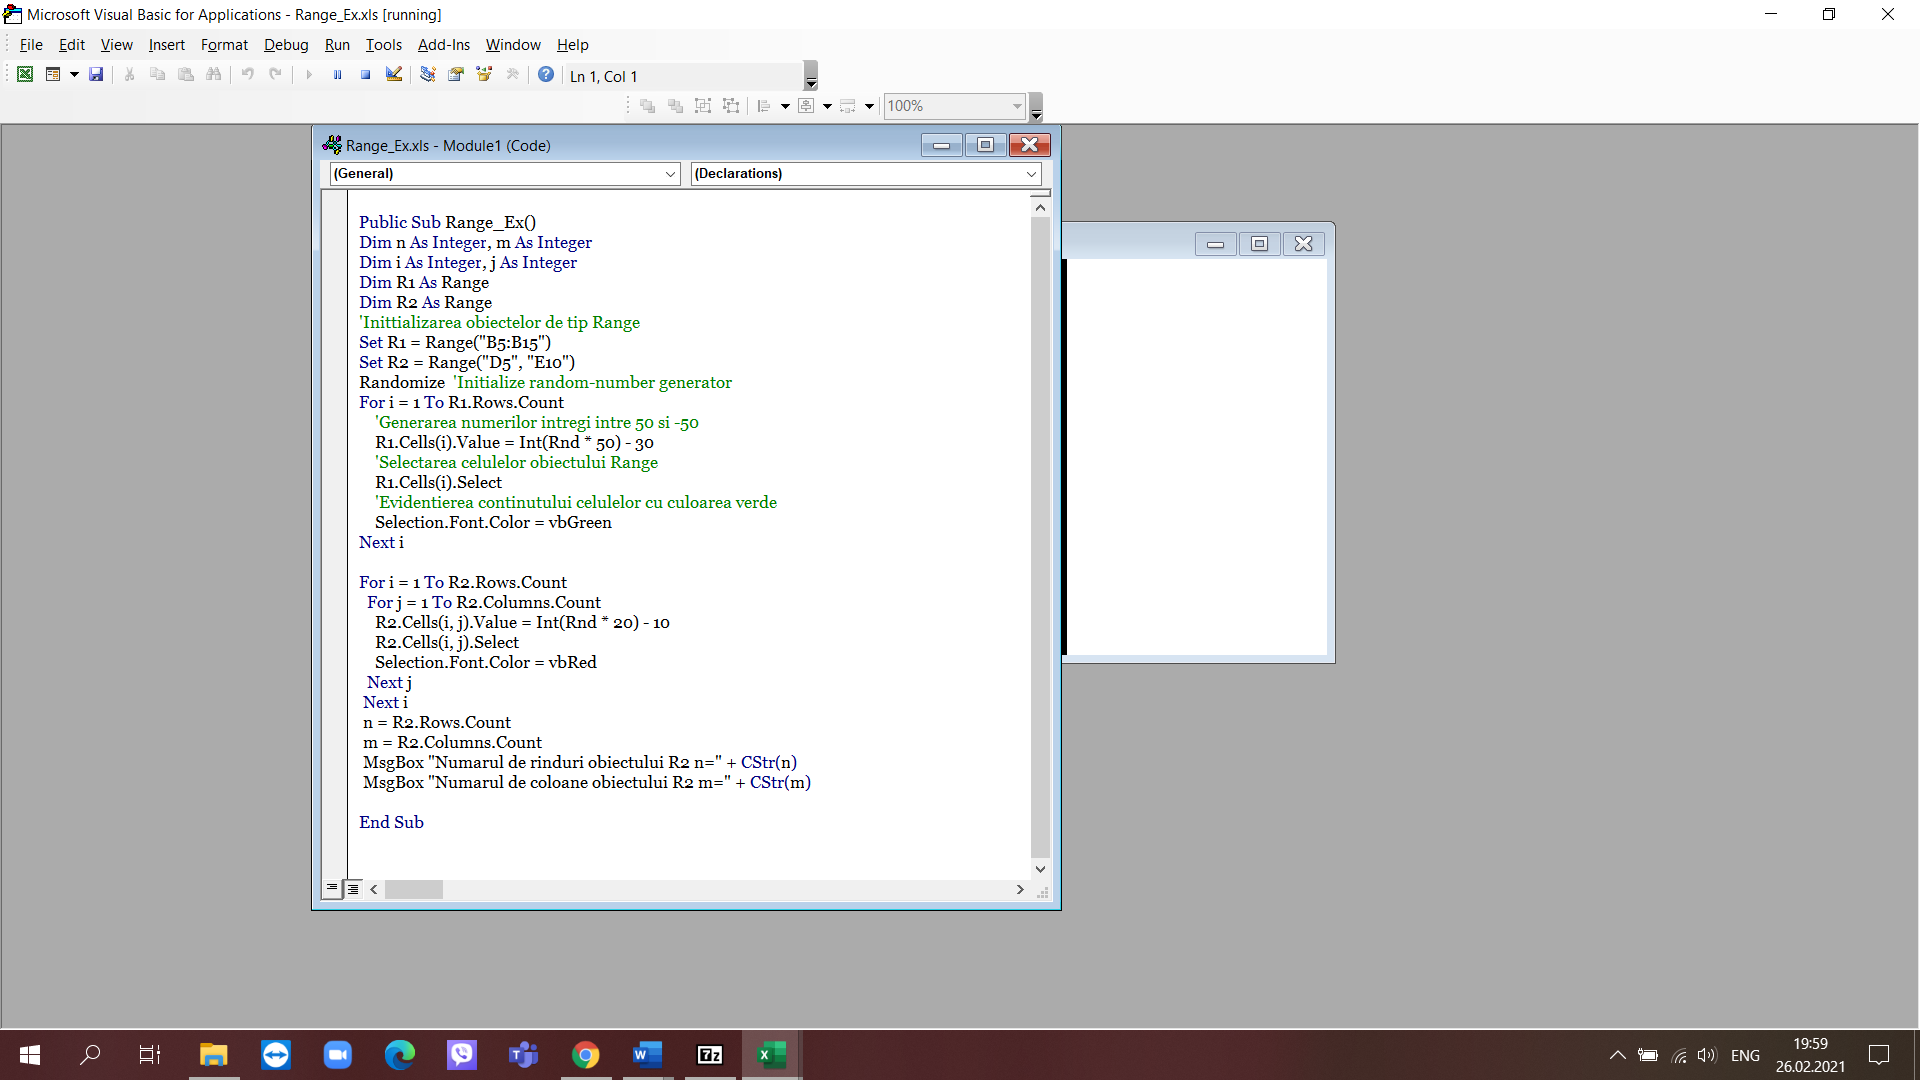 Microsoft Visual Basic for Applications - Range_Ex.xls [running]
File Edit View Insert Format Debug Run Tools Add-Ins Window Help
Ln 1, Col 1
100%
Range_Ex.xls - Module1 (Code)
(General) (Declarations)
Public Sub Range_Ex()
Dim n As Integer, m As Integer
Dim i As Integer, j As Integer
Dim R1 As Range
Dim R2 As Range
'Inittializarea obiectelor de tip Range
Set R1 = Range("B5:B15")
Set R2 = Range("D5", "E10")
Randomize 'Initialize random-number generator
For i = 1 To R1.Rows.Count
'Generarea numerilor intregi intre 50 si -50
R1.Cells(i).Value = Int(Rnd * 50) - 30
'Selectarea celulelor obiectului Range
R1.Cells(i).Select
'Evidentierea continutului celulelor cu culoarea verde
Selection.Font.Color = vbGreen
Next i
For i = 1 To R2.Rows.Count
For j = 1 To R2.Columns.Count
R2.Cells(i, j).Value = Int(Rnd * 20) - 10
R2.Cells(i, j).Select
Selection.Font.Color = vbRed
Next j
Next i
n = R2.Rows.Count
m = R2.Columns.Count
MsgBox "Numarul de rinduri obiectului R2 n=" + CStr(n)
MsgBox "Numarul de coloane obiectului R2 m=" + CStr(m)
End Sub
ENG
19:59
26.02.2021